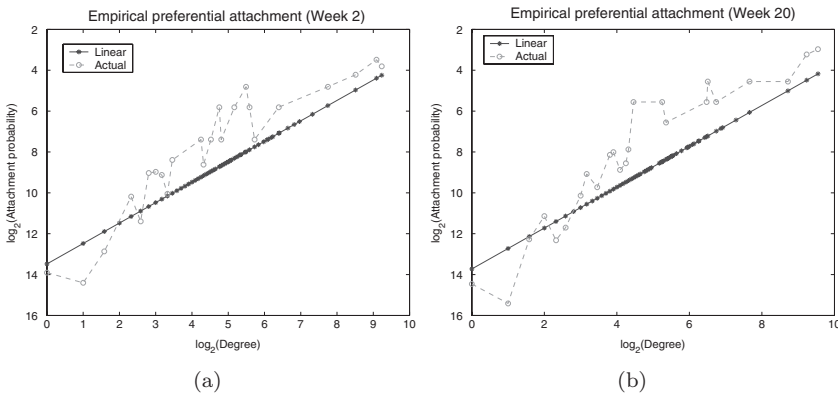 Empirical preferential attachment (Week 2)
2
4
6
8
10
12
14
16
log2(Attachment probability)
Linear
Actual
0 1 2 3 4 5 6 7 8 9 10
log2(Degree)
(a)
Empirical preferential attachment (Week 20)
2
4
6
8
10
12
14
16
log2(Attachment probability)
Linear
Actual
0 2 4 6 8 10
log2(Degree)
(b)